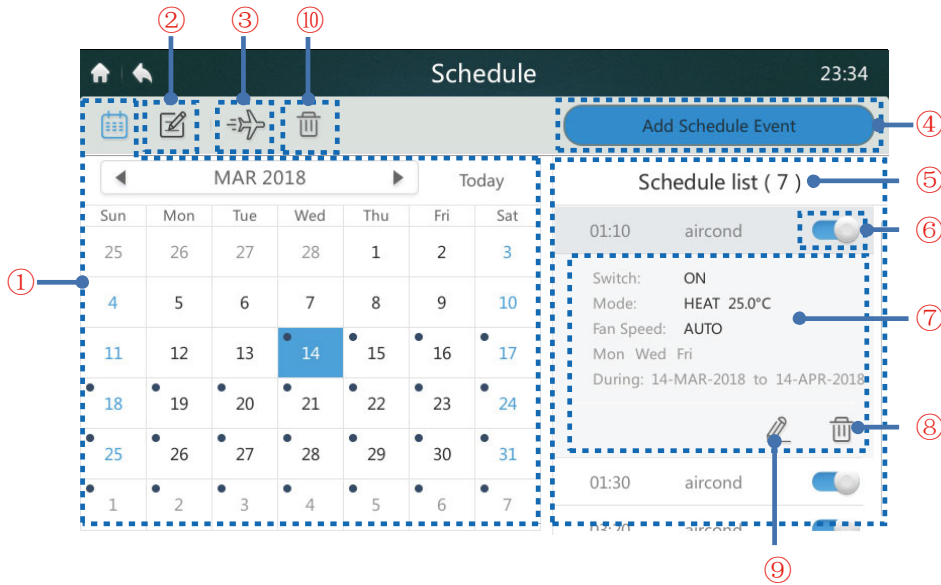 ② ③ ⑩
Schedule 23:34
Add Schedule Event ④
MAR 2018 Today
Schedule list ( 7 ) ⑤
Sun Mon Tue Wed Thu Fri Sat
01:10 aircond ⑥
25 26 27 28 1 2 3
①
Switch: ON
4 5 6 7 8 9 10
Mode: HEAT 25.0°C
⑦
Fan Speed: AUTO
11 12 13 14 15 16 17
Mon Wed Fri
During: 14-MAR-2018 to 14-APR-2018
18 19 20 21 22 23 24
⑧
25 26 27 28 29 30 31
01:30 aircond
1 2 3 4 5 6 7
03:20 aircond
⑨